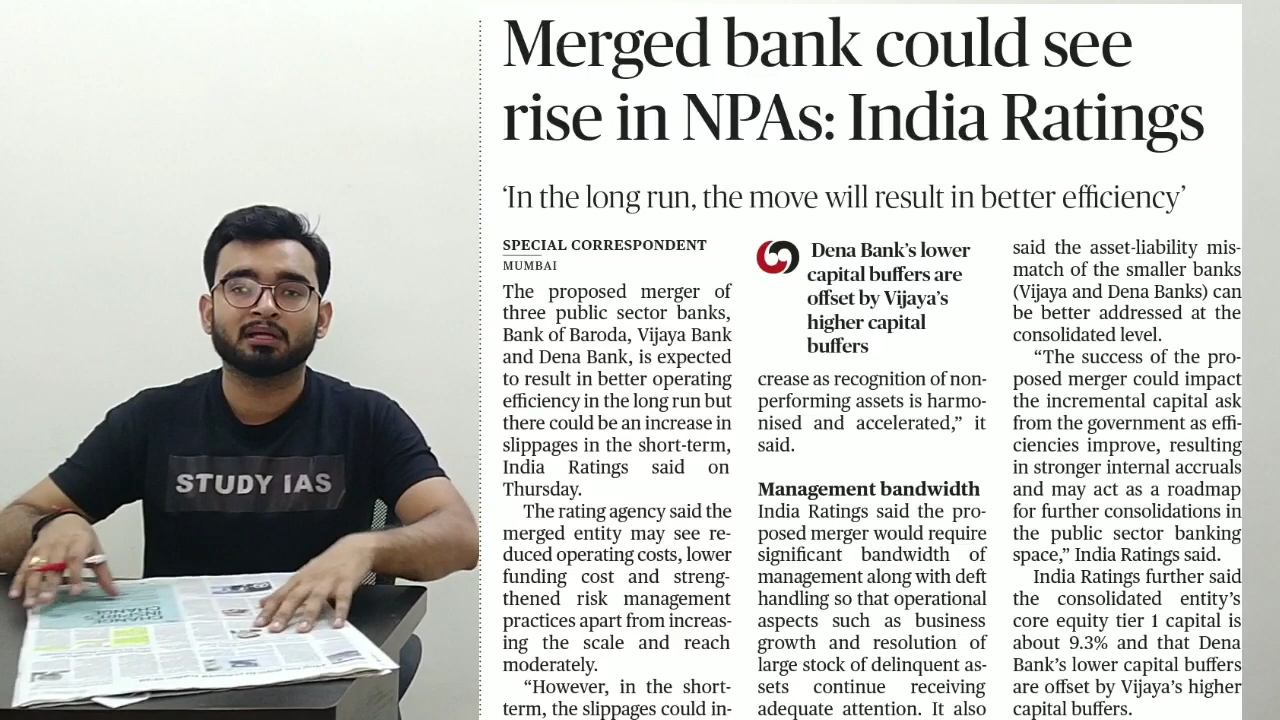 STUDY IAS
Merged bank could see
rise in NPAs: India Ratings
‘In the long run, the move will result in better efficiency’
SPECIAL CORRESPONDENT
MUMBAI
The proposed merger of
three public sector banks,
Bank of Baroda, Vijaya Bank
and Dena Bank, is expected
to result in better operating
efficiency in the long run but
there could be an increase in
slippages in the short-term,
India Ratings said on
Thursday.
The rating agency said the
merged entity may see re-
duced operating costs, lower
funding cost and streng-
thened risk management
practices apart from increas-
ing the scale and reach
moderately.
“However, in the short-
term, the slippages could in-
Dena Bank’s lower
capital buffers are
offset by Vijaya’s
higher capital
buffers
crease as recognition of non-
performing assets is harmo-
nised and accelerated,” it
said.
Management bandwidth
India Ratings said the pro-
posed merger would require
significant bandwidth of
management along with deft
handling so that operational
aspects such as business
growth and resolution of
large stock of delinquent as-
sets continue receiving
adequate attention. It also
said the asset-liability mis-
match of the smaller banks
(Vijaya and Dena Banks) can
be better addressed at the
consolidated level.
“The success of the pro-
posed merger could impact
the incremental capital ask
from the government as effi-
ciencies improve, resulting
in stronger internal accruals
and may act as a roadmap
for further consolidations in
the public sector banking
space,” India Ratings said.
India Ratings further said
the consolidated entity’s
core equity tier 1 capital is
about 9.3% and that Dena
Bank’s lower capital buffers
are offset by Vijaya’s higher
capital buffers.